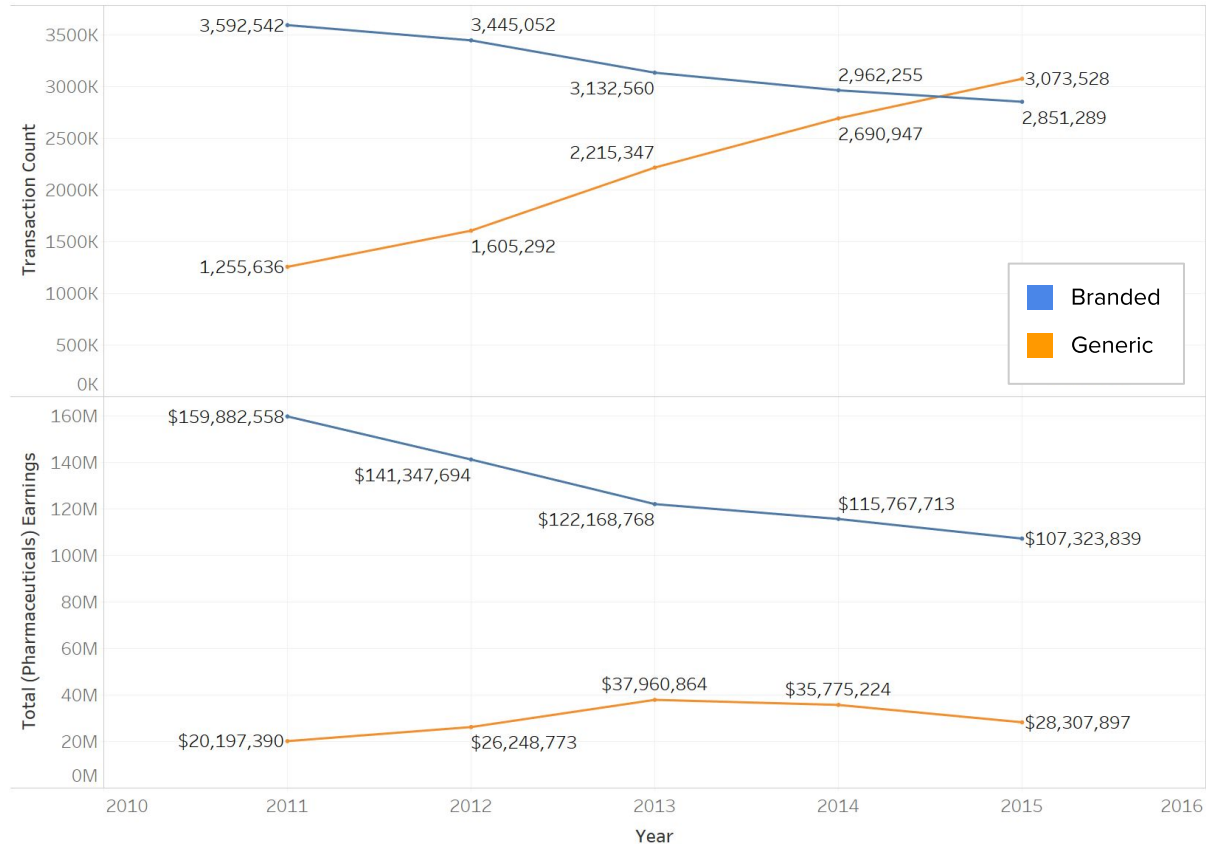 3500K
3000K
2500K
2000K
1500K
1000K
500K
0K
Transaction Count
3,592,542
3,445,052
3,132,560
2,962,255
2,851,289
1,255,636
1,605,292
2,215,347
2,690,947
3,073,528
Branded
Generic
160M
140M
120M
100M
80M
60M
40M
20M
0M
Total (Pharmaceuticals) Earnings
$159,882,558
$141,347,694
$122,168,768
$115,767,713
$107,323,839
$20,197,390
$26,248,773
$37,960,864
$35,775,224
$28,307,897
2010
2011
2012
2013
2014
2015
2016
Year